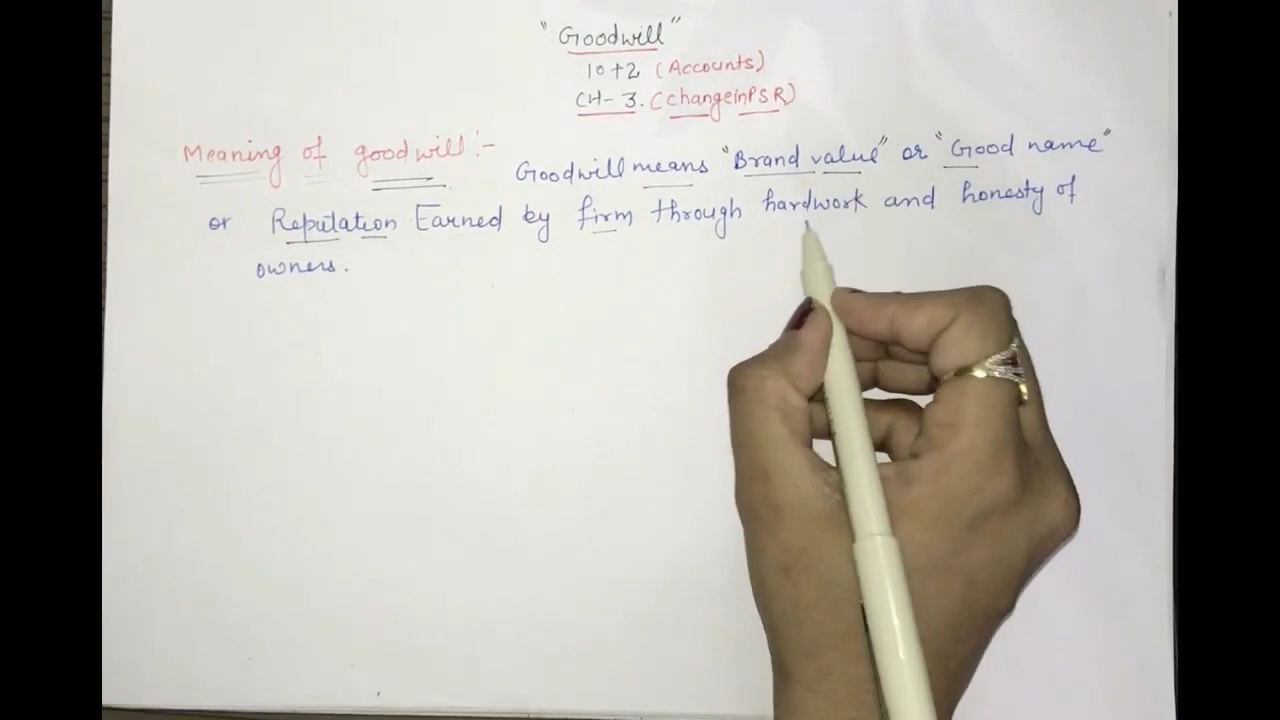 "Goodwill"
10+2 (Accounts)
CH-3. (Change in PSR)
Meaning of goodwill:- Goodwill means "Brand value" or "Good name"
or Reputation Earned by firm through hardwork and honesty of
owners.